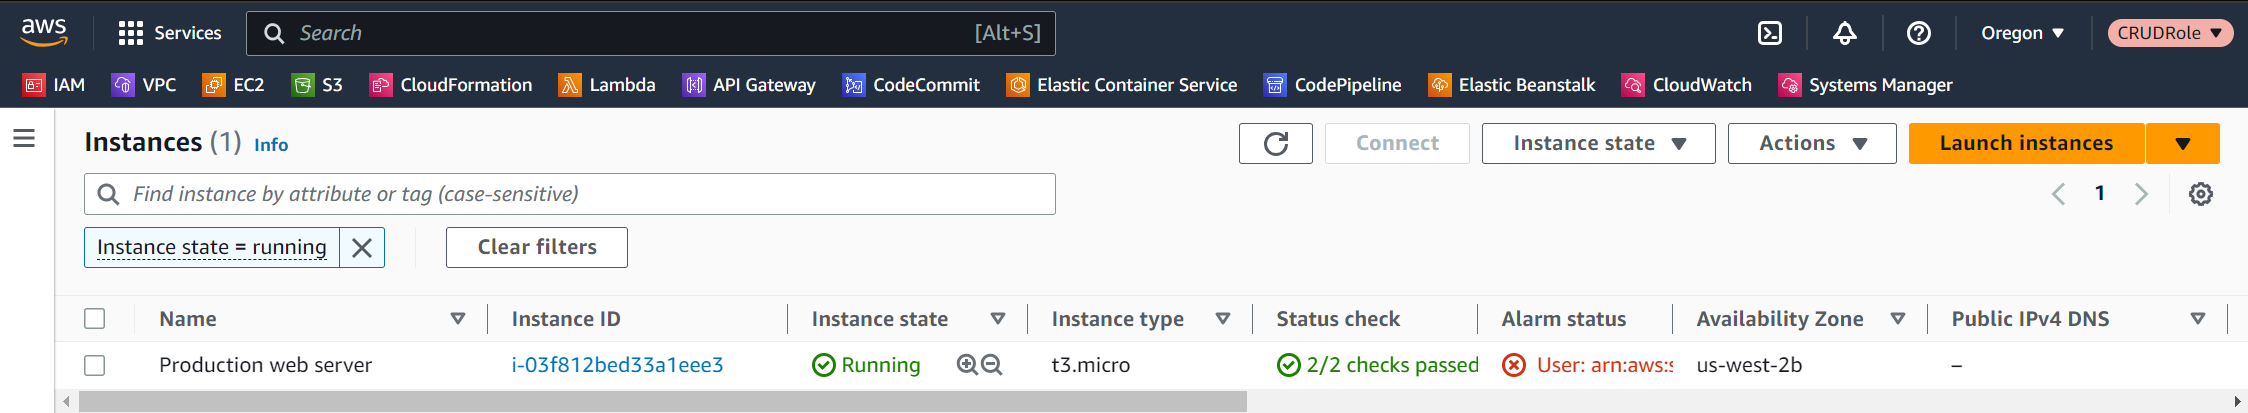 aws Services Search [Alt+S] Oregon CRUDRole
IAM VPC EC2 S3 CloudFormation Lambda API Gateway CodeCommit Elastic Container Service CodePipeline Elastic Beanstalk CloudWatch Systems Manager
Instances (1) Info Connect Instance state Actions Launch instances
Find instance by attribute or tag (case-sensitive) 1
Instance state = running Clear filters
Name Instance ID Instance state Instance type Status check Alarm status Availability Zone Public IPv4 DNS
Production web server i-03f812bed33a1eee3 Running t3.micro 2/2 checks passed User: arn:aws:s us-west-2b –